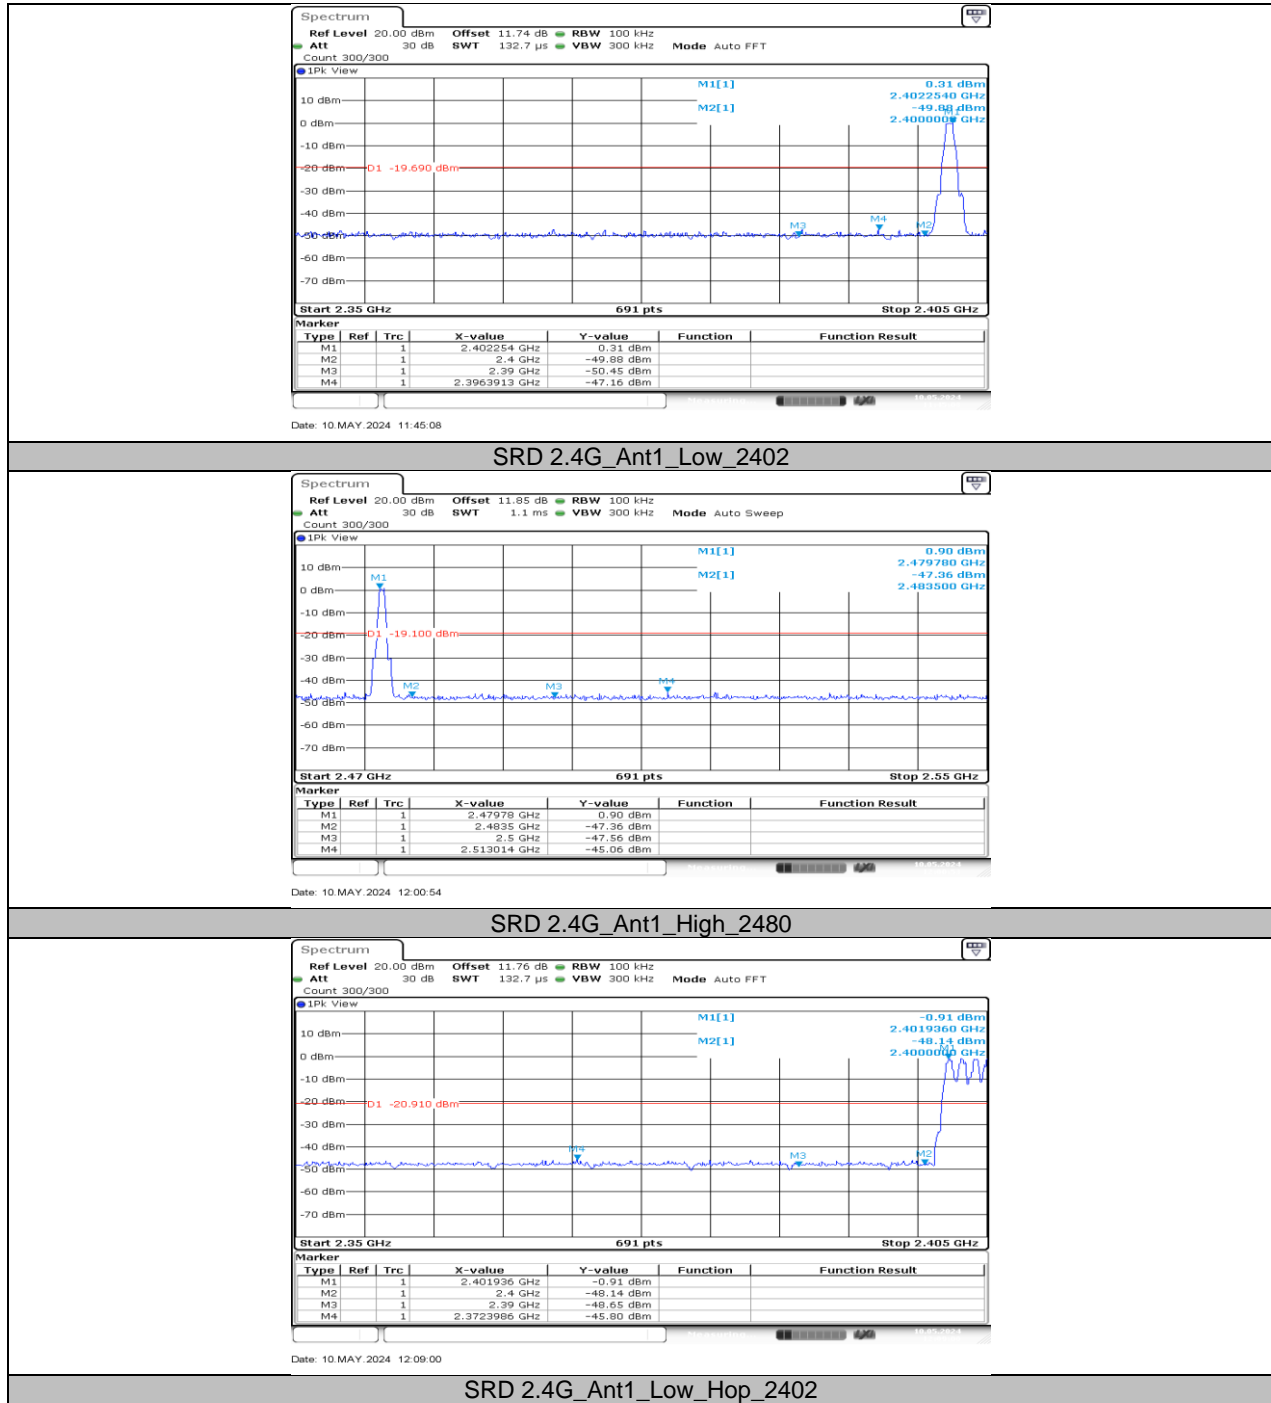 Spectrum
Ref Level 20.00 dBm Offset 11.74 dB RBW 100 kHz
Att 30 dB SWT 132.7 µs VBW 300 kHz Mode Auto FFT
Count 300/300
1Pk View
M1[1] 0.31 dBm
2.4022540 GHz
10 dBm
M2[1] -49.88 dBm
M1
2.4000000 GHz
0 dBm
-10 dBm
-20 dBm D1 -19.690 dBm
-30 dBm
-40 dBm
M3 M4 M2
-50 dBm
-60 dBm
-70 dBm
Start 2.35 GHz 691 pts Stop 2.405 GHz
Marker
Type Ref Trc X-value Y-value Function Function Result
M1 1 2.402254 GHz 0.31 dBm
M2 1 2.4 GHz -49.88 dBm
M3 1 2.39 GHz -50.45 dBm
M4 1 2.3963913 GHz -47.16 dBm
Date: 10.MAY.2024 11:45:08
SRD 2.4G_Ant1_Low_2402
Spectrum
Ref Level 20.00 dBm Offset 11.85 dB RBW 100 kHz
Att 30 dB SWT 1.1 ms VBW 300 kHz Mode Auto Sweep
Count 300/300
1Pk View
M1[1] 0.90 dBm
2.479780 GHz
10 dBm
M1 M2[1] -47.36 dBm
2.483500 GHz
0 dBm
-10 dBm
-20 dBm D1 -19.100 dBm
-30 dBm
-40 dBm
M2 M3 M4
-50 dBm
-60 dBm
-70 dBm
Start 2.47 GHz 691 pts Stop 2.55 GHz
Marker
Type Ref Trc X-value Y-value Function Function Result
M1 1 2.47978 GHz 0.90 dBm
M2 1 2.4835 GHz -47.36 dBm
M3 1 2.5 GHz -47.56 dBm
M4 1 2.513014 GHz -45.06 dBm
Date: 10.MAY.2024 12:00:54
SRD 2.4G_Ant1_High_2480
Spectrum
Ref Level 20.00 dBm Offset 11.76 dB RBW 100 kHz
Att 30 dB SWT 132.7 µs VBW 300 kHz Mode Auto FFT
Count 300/300
1Pk View
M1[1] -0.91 dBm
2.4019360 GHz
10 dBm
M2[1] -48.14 dBm
M1
2.4000000 GHz
0 dBm
-10 dBm
-20 dBm D1 -20.910 dBm
-30 dBm
-40 dBm
M4 M3 M2
-50 dBm
-60 dBm
-70 dBm
Start 2.35 GHz 691 pts Stop 2.405 GHz
Marker
Type Ref Trc X-value Y-value Function Function Result
M1 1 2.401936 GHz -0.91 dBm
M2 1 2.4 GHz -48.14 dBm
M3 1 2.39 GHz -48.65 dBm
M4 1 2.3723986 GHz -45.80 dBm
Date: 10.MAY.2024 12:09:00
SRD 2.4G_Ant1_Low_Hop_2402